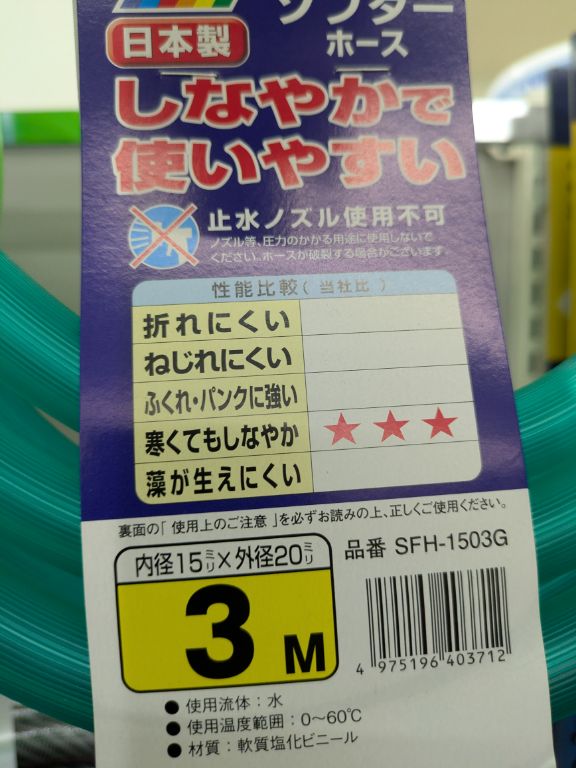 ソフター
日本製
ホース
しなやかで
使いやすい
止水ノズル使用不可
ノズル等、圧力のかかる用途に使用しないで
ください。ホースが破裂する場合がございます。
性能比較(当社比)
折れにくい
ねじれにくい
ふくれ・パンクに強い
寒くてもしなやか ★★★
藻が生えにくい
裏面の「使用上のご注意」を必ずお読みの上、正しくご使用ください。
内径15ミリ×外径20ミリ
品番 SFH-1503G
3M
4 975196 403712
● 使用流体:水
● 使用温度範囲:0〜60℃
● 材質:軟質塩化ビニール